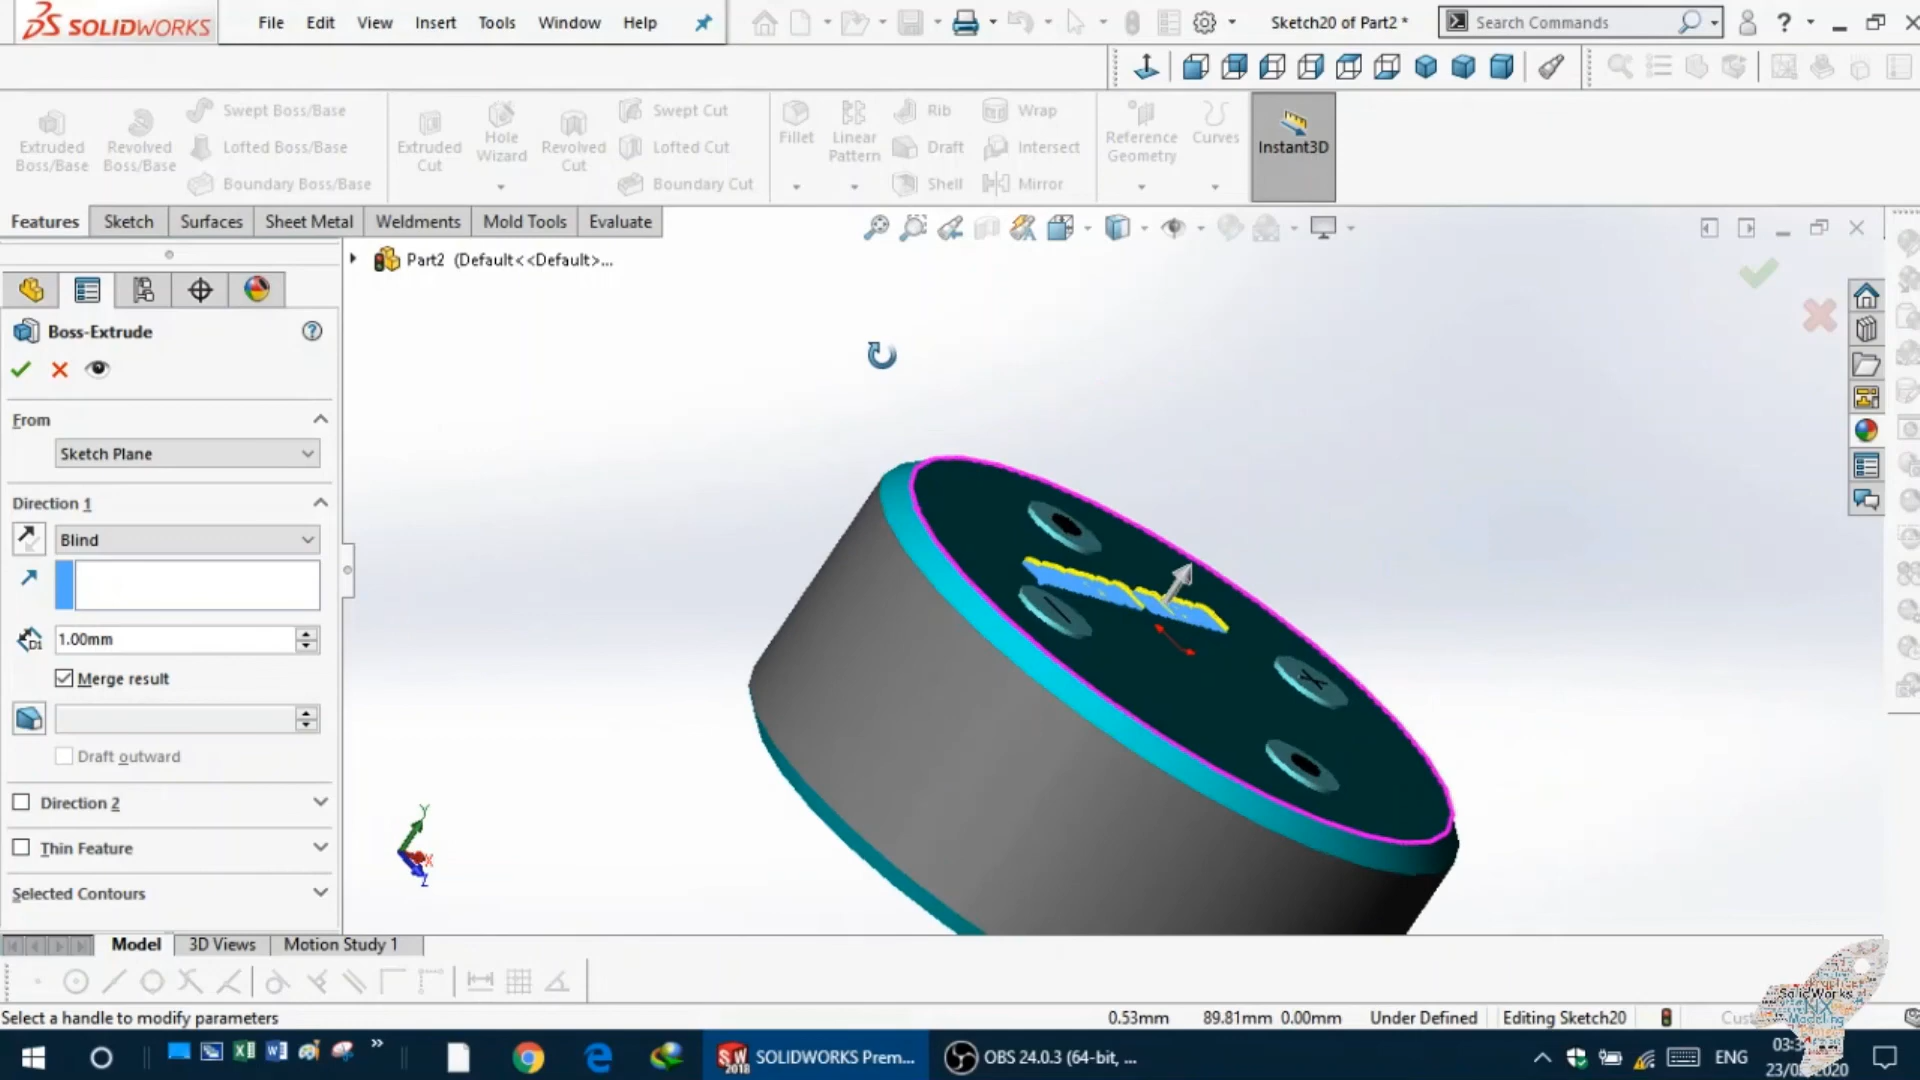 SOLIDWORKS
File Edit View Insert Tools Window Help
Sketch20 of Part2 *
Search Commands
Extruded Boss/Base
Revolved Boss/Base
Swept Boss/Base
Lofted Boss/Base
Boundary Boss/Base
Extruded Cut
Hole Wizard
Revolved Cut
Swept Cut
Lofted Cut
Boundary Cut
Fillet
Linear Pattern
Rib
Draft
Shell
Wrap
Intersect
Mirror
Reference Geometry
Curves
Instant3D
Features Sketch Surfaces Sheet Metal Weldments Mold Tools Evaluate
Part2 (Default<<Default>...
Boss-Extrude
From
Sketch Plane
Direction 1
Blind
D1
1.00mm
Merge result
Draft outward
Direction 2
Thin Feature
Selected Contours
Y
X
Z
Model 3D Views Motion Study 1
Select a handle to modify parameters
0.53mm 89.81mm 0.00mm Under Defined Editing Sketch20
SolidWorks
NX
Modeling
SW 2018
SOLIDWORKS Prem...
OBS 24.0.3 (64-bit, ...
ENG